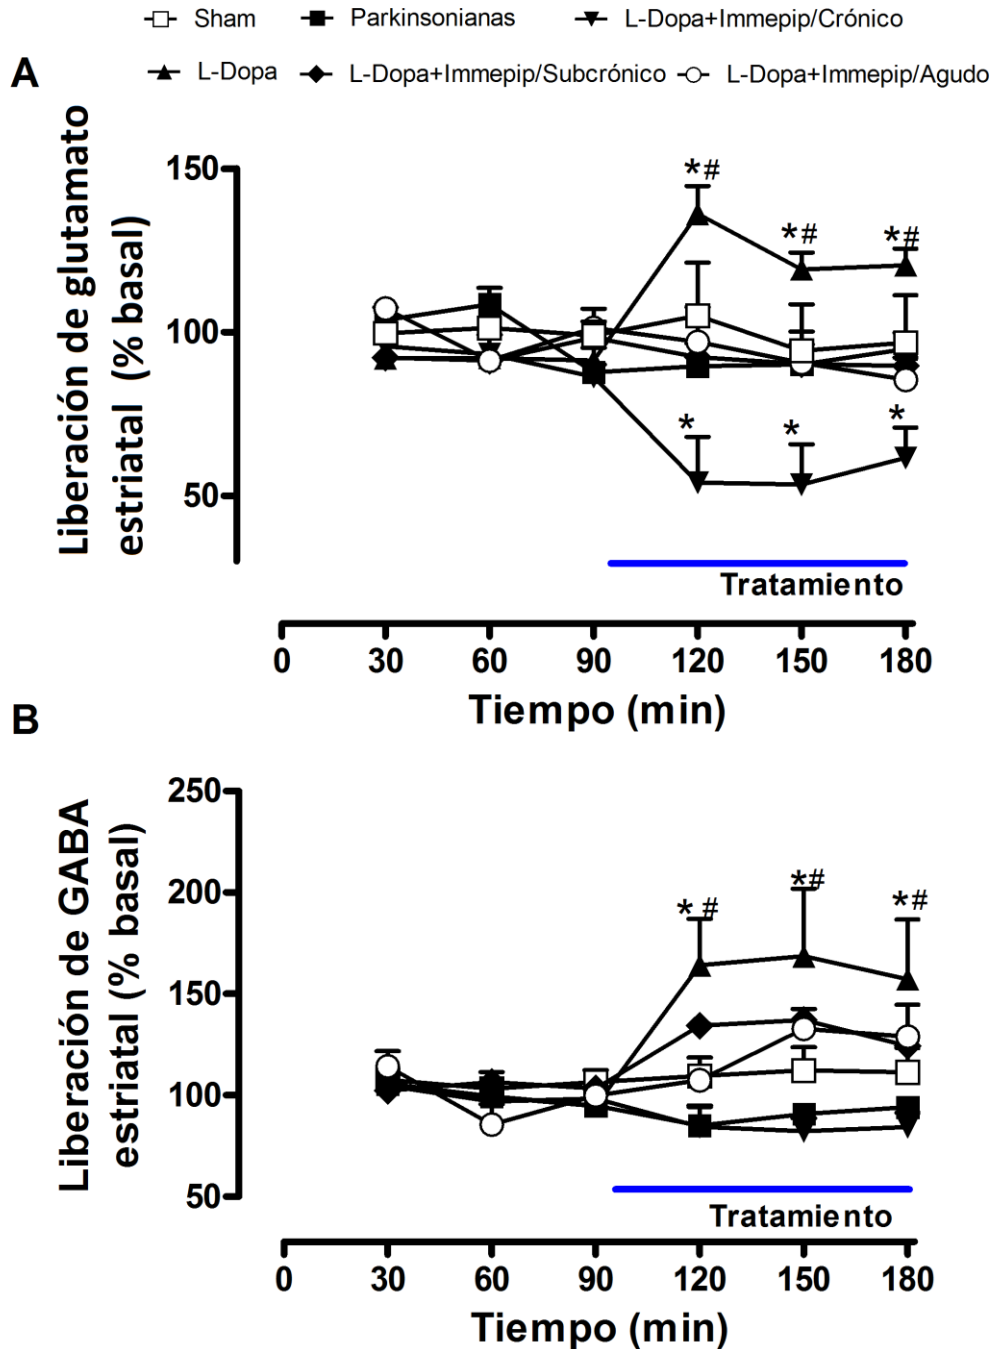 Sham Parkinsonianas L-Dopa+Immepip/Crónico
L-Dopa L-Dopa+Immepip/Subcrónico L-Dopa+Immepip/Agudo
A
Liberación de glutamato
estriatal (% basal)
150
100
50
*#
*#
*#
*
*
*
Tratamiento
0 30 60 90 120 150 180
Tiempo (min)
B
Liberación de GABA
estriatal (% basal)
250
200
150
100
50
*#
*#
*#
Tratamiento
0 30 60 90 120 150 180
Tiempo (min)